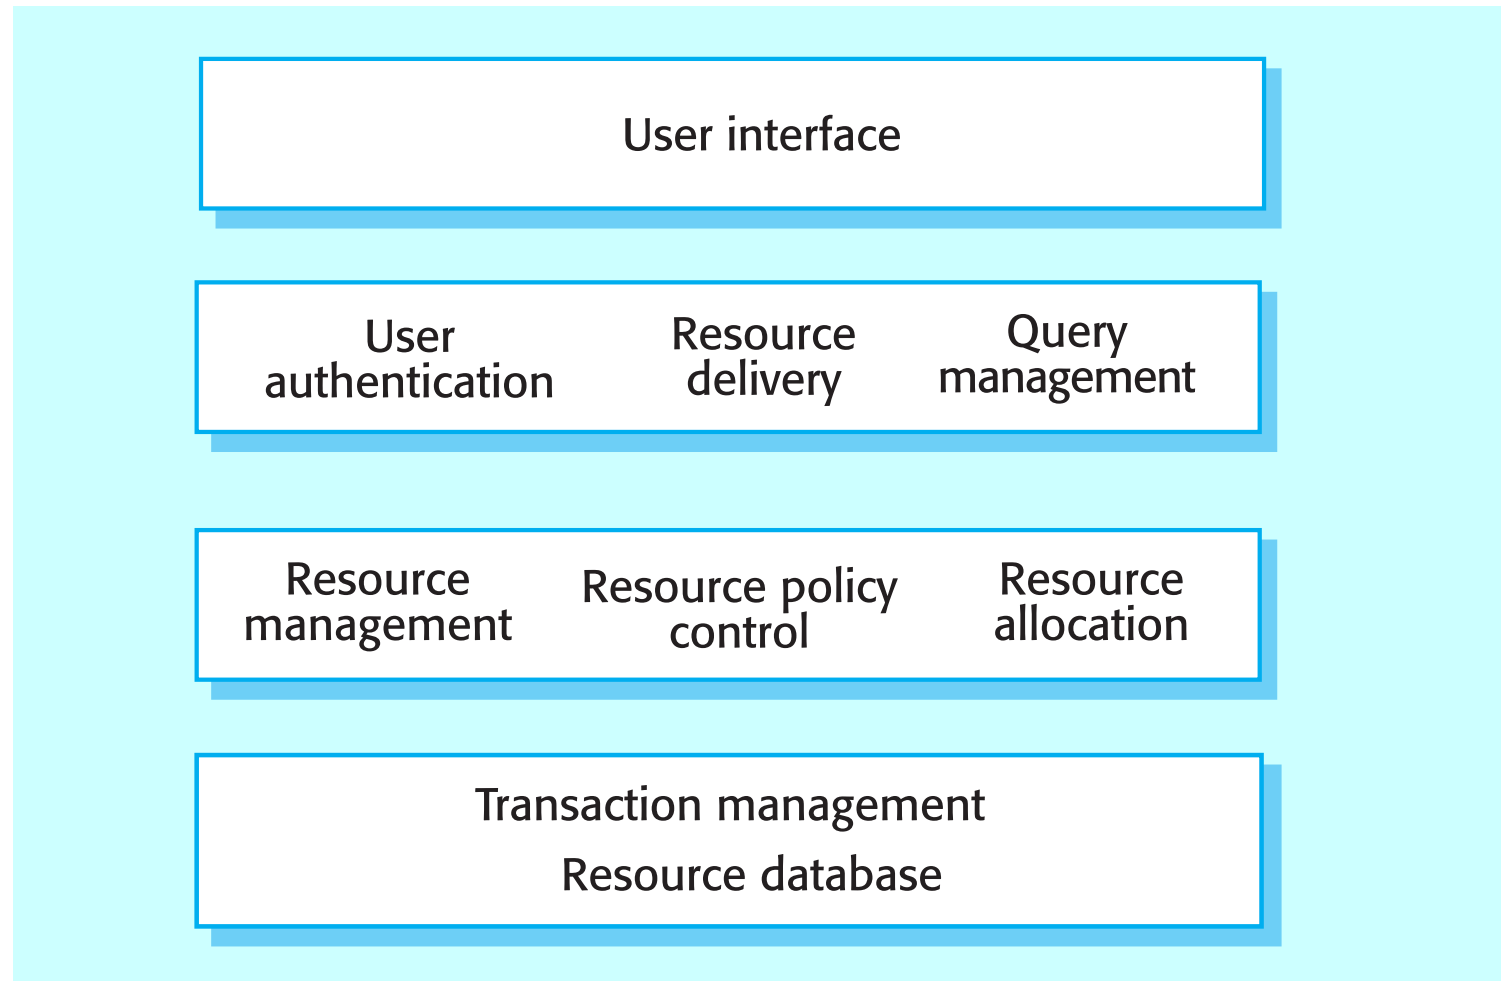 User interface
User
authentication
Resource
delivery
Query
management
Resource
management
Resource policy
control
Resource
allocation
Transaction management
Resource database